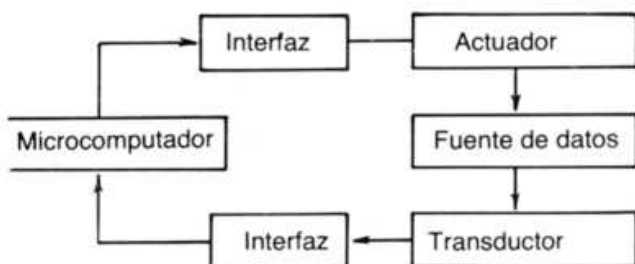 Interfaz
Actuador
Microcomputador
Fuente de datos
Interfaz
Transductor